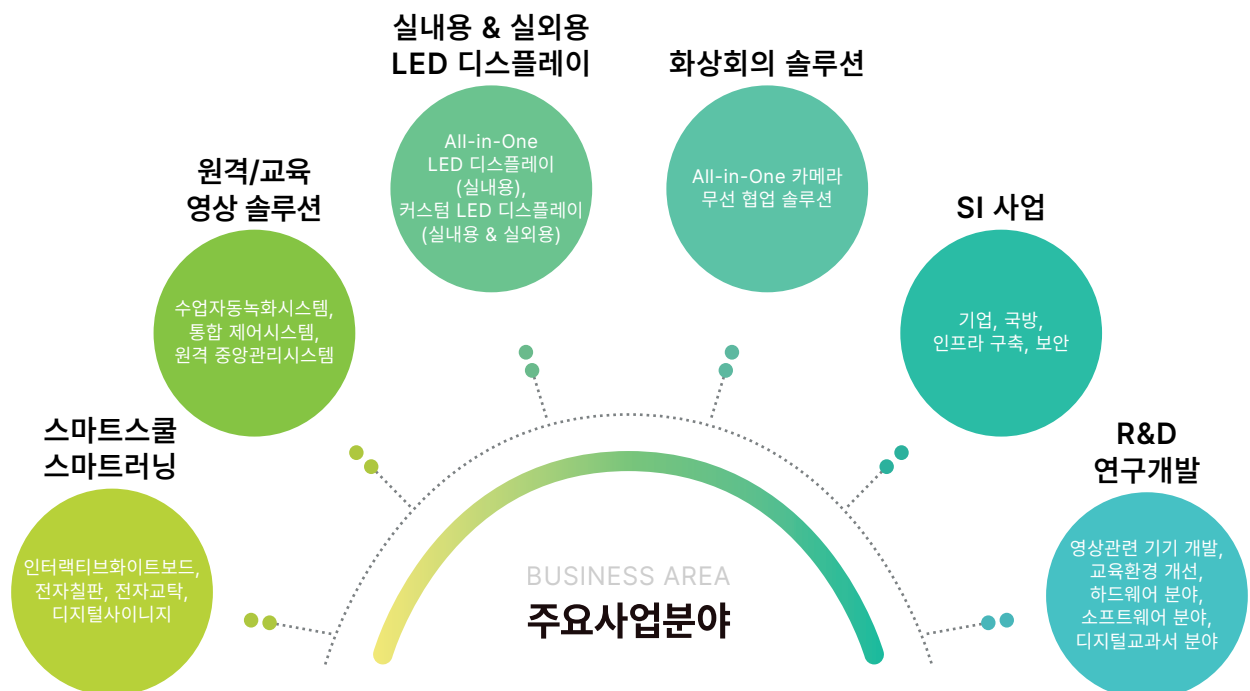 스마트스쿨
스마트러닝
인터랙티브화이트보드,
전자칠판, 전자교탁,
디지털사이니지
원격/교육
영상 솔루션
수업자동녹화시스템,
통합 제어시스템,
원격 중앙관리시스템
실내용 & 실외용
LED 디스플레이
All-in-One
LED 디스플레이
(실내용),
커스텀 LED 디스플레이
(실내용 & 실외용)
화상회의 솔루션
All-in-One 카메라
무선 협업 솔루션
SI 사업
기업, 국방,
인프라 구축, 보안
R&D
연구개발
영상관련 기기 개발,
교육환경 개선,
하드웨어 분야,
소프트웨어 분야,
디지털교과서 분야
BUSINESS AREA
주요사업분야